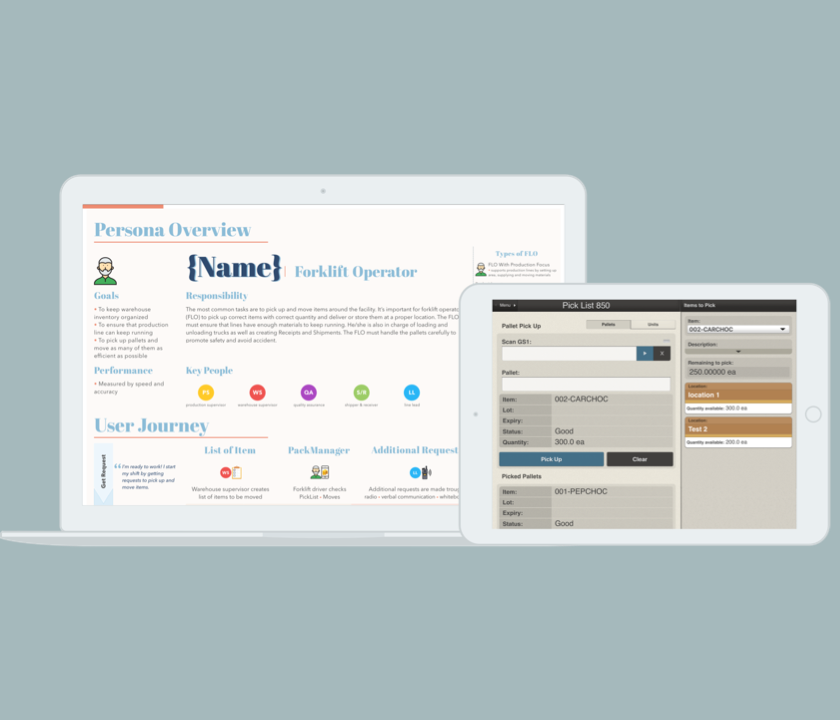 Persona Overview
{Name}
Forklift Operator
Goals
• To keep warehouse
inventory organized
• To ensure that production
line can keep running
• To pick up pallets and
move as many of them as
efficient as possible
Performance
• Measured by speed and
accuracy
Responsibility
The most common tasks are to pick up and move items around the facility. It's important for forklift operato
(FLO) to pick up correct items with correct quantity and deliver or store them at a proper location. The FLO
must ensure that lines have enough materials to keep running. He/she is also in charge of loading and
unloading trucks as well as creating Receipts and Shipments. The FLO must handle the pallets carefully to
promote safety and avoid accident.
Key People
PS
WS
QA
S/R
LL
production supervisor
warehouse supervisor
quality assurance
shipper & receiver
line lead
Types of FLO
FLO With Production Focus
User Journey
Get Request
“I'm ready to work! I start
my shift by getting
requests to pick up and
move items.
List of Item
WS
Warehouse supervisor creates
list of items to be moved
PackManager
Forklift driver checks
PickList - Moves
Additional Request
LL
Additional requests are made throug
radio - verbal communication - whitebo
Menu
Pick List 850
Items to Pick
Pallet Pick Up
Pallets
Units
Scan GS1:
X
Pallet:
Item: 002-CARCHOC
Lot:
Expiry:
Status: Good
Quantity: 300.0 ea
Pick Up
Clear
Picked Pallets
Item: 001-PEPCHOC
Lot:
Expiry:
Status: Good
Item:
002-CARCHOC
Description:
Remaining to pick:
250.00000 ea
Location:
location 1
Quantity available: 300.0 ea
Location:
Test 2
Quantity available: 200.0 ea